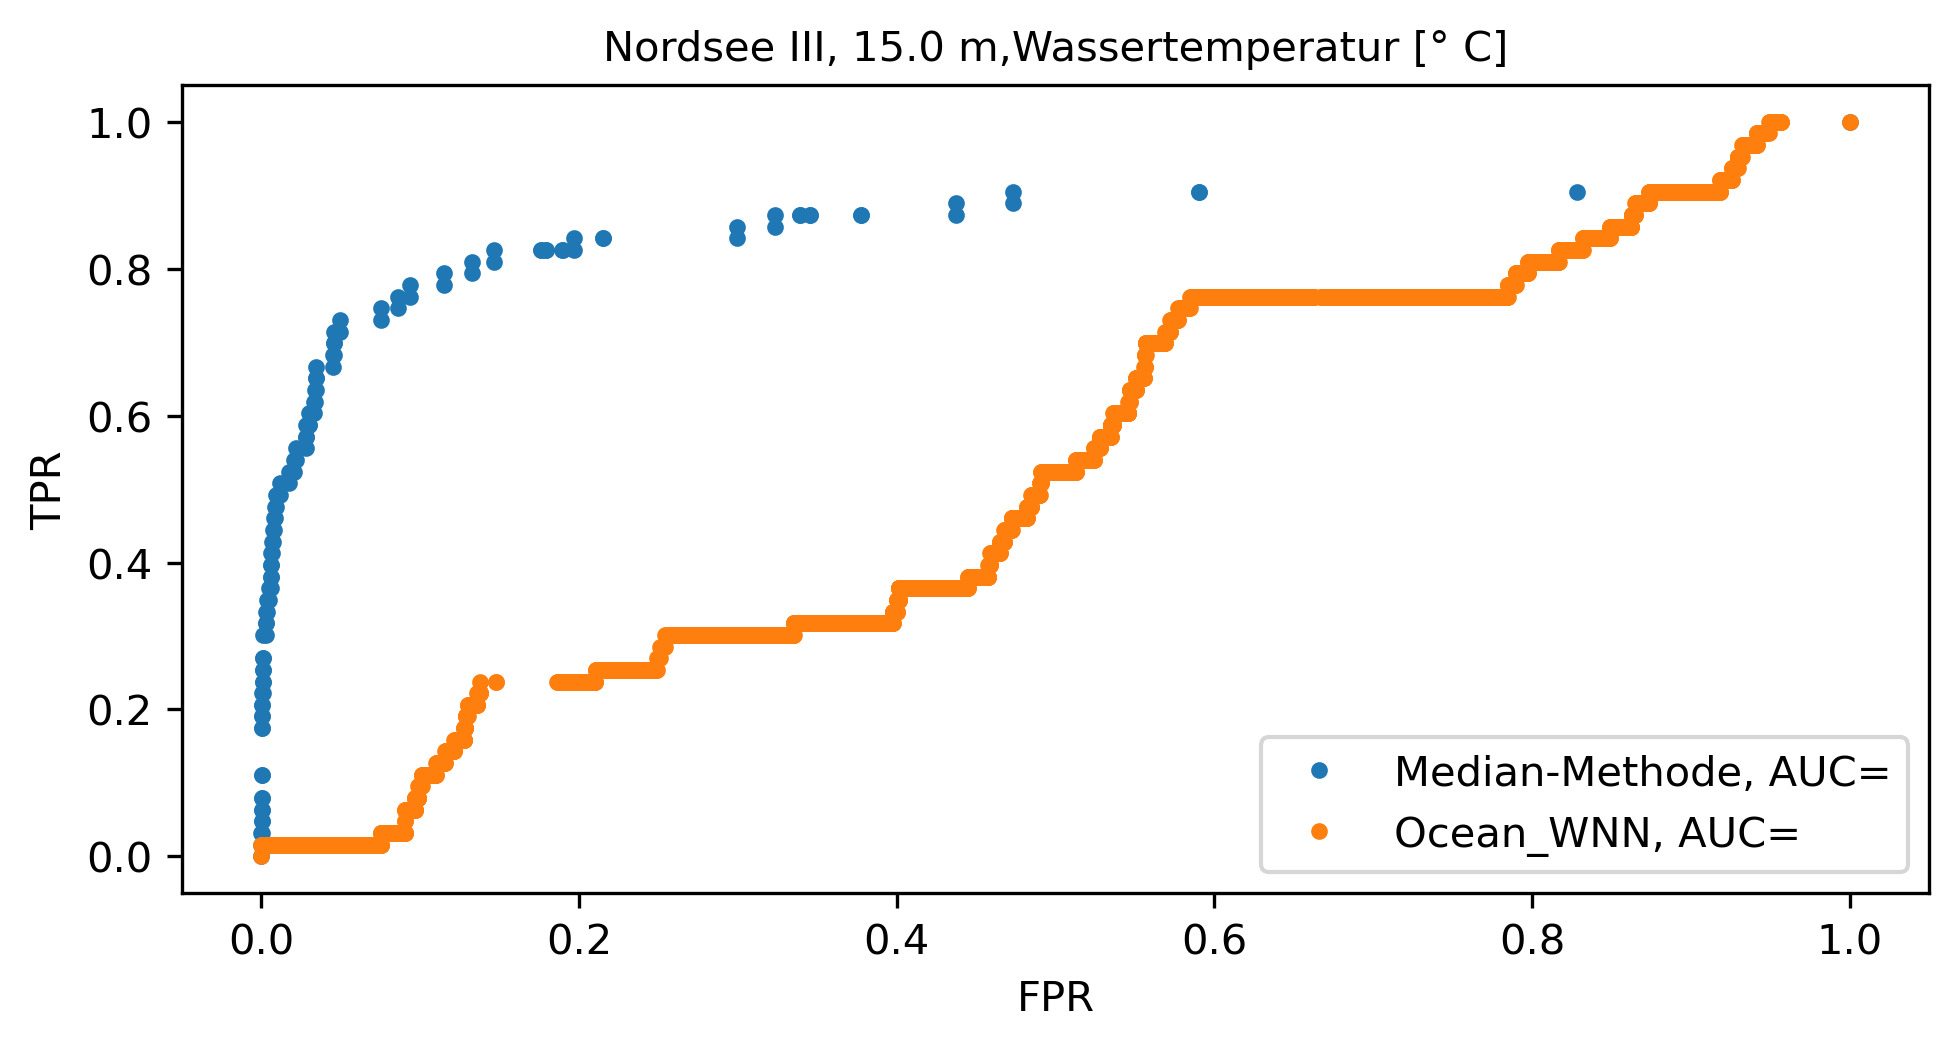 Nordsee III, 15.0 m,Wassertemperatur [° C]
1.0
0.8
0.6
0.4
0.2
0.0
TPR
Median-Methode, AUC=
Ocean_WNN, AUC=
0.0 0.2 0.4 0.6 0.8 1.0
FPR